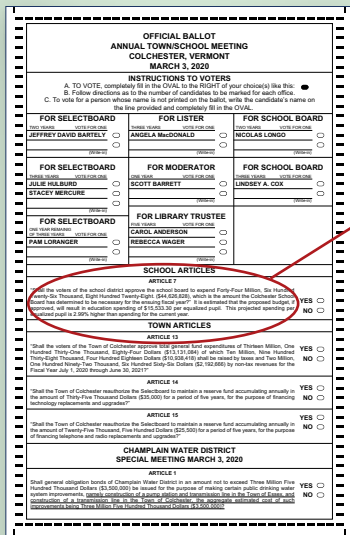 OFFICIAL BALLOT
ANNUAL TOWN/SCHOOL MEETING
COLCHESTER, VERMONT
MARCH 3, 2020
INSTRUCTIONS TO VOTERS
A. TO VOTE, completely fill in the OVAL to the RIGHT of your choice(s) like this:
B. Follow directions as to the number of candidates to be marked for each office.
C. To vote for a person whose name is not printed on the ballot, write the candidate's name on
the line provided and completely fill in the OVAL.
FOR SELECTBOARD
TWO YEARS VOTE FOR ONE
JEFFREY DAVID BARTELY
(Write-in)
FOR LISTER
THREE YEARS VOTE FOR ONE
ANGELA MacDONALD
(Write-in)
FOR SCHOOL BOARD
TWO YEARS VOTE FOR ONE
NICOLAS LONGO
(Write-in)
FOR SELECTBOARD
THREE YEARS VOTE FOR ONE
JULIE HULBURD
STACEY MERCURE
(Write-in)
FOR MODERATOR
ONE YEAR VOTE FOR ONE
SCOTT BARRETT
(Write-in)
FOR SCHOOL BOARD
THREE YEARS VOTE FOR ONE
LINDSEY A. COX
(Write-in)
FOR SELECTBOARD
ONE YEAR REMAINING
OF THREE YEARS VOTE FOR ONE
PAM LORANGER
(Write-in)
FOR LIBRARY TRUSTEE
FIVE YEARS VOTE FOR ONE
CAROL ANDERSON
REBECCA WAGER
(Write-in)
SCHOOL ARTICLES
ARTICLE 7
"Shall the voters of the school district approve the school board to expend Forty-Four Million, Six Hundred
Twenty-Six Thousand, Eight Hundred Twenty-Eight. ($44,626,828), which is the amount the Colchester School
Board has determined to be necessary for the ensuing fiscal year?" It is estimated that the proposed budget, if
approved, will result in education spending of $15,533.30 per equalized pupil. This projected spending per
equalized pupil is 2.98% higher than spending for the current year.
YES
NO
TOWN ARTICLES
ARTICLE 13
"Shall the voters of the Town of Colchester approve total general fund expenditures of Thirteen Million, One
Hundred Thirty-One Thousand, Eighty-Four Dollars ($13,131,084) of which Ten Million, Nine Hundred
Thirty-Eight Thousand, Four Hundred Eighteen Dollars ($10,938,418) shall be raised by taxes and Two Million,
One Hundred Ninety-Two Thousand, Six Hundred Sixty-Six Dollars ($2,192,666) by non-tax revenues for the
Fiscal Year July 1, 2020 through June 30, 2021?"
YES
NO
ARTICLE 14
"Shall the Town of Colchester reauthorize the Selectboard to maintain a reserve fund accumulating annually in
the amount of Thirty-Five Thousand Dollars ($35,000) for a period of five years, for the purpose of financing
technology replacements and upgrades?"
YES
NO
ARTICLE 15
"Shall the Town of Colchester reauthorize the Selectboard to maintain a reserve fund accumulating annually in
the amount of Twenty-Five Thousand, Five Hundred Dollars ($25,500) for a period of five years, for the purpose
of financing telephone and radio replacements and upgrades?"
YES
NO
CHAMPLAIN WATER DISTRICT
SPECIAL MEETING MARCH 3, 2020
ARTICLE 1
Shall general obligation bonds of Champlain Water District in an amount not to exceed Three Million Five
Hundred Thousand Dollars ($3,500,000) be issued for the purpose of making certain public drinking water
system improvements, namely construction of a pump station and transmission line in the Town of Essex, and
construction of a transmission line in the Town of Colchester, the aggregate estimated cost of such
improvements being Three Million Five Hundred Thousand Dollars ($3,500,000)?
YES
NO